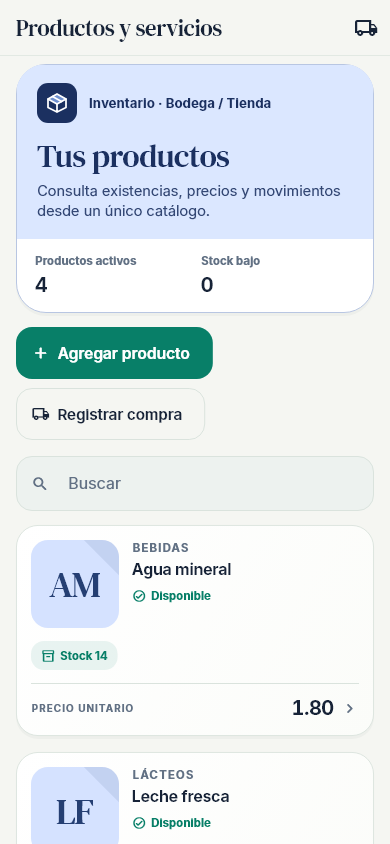 Productos y servicios
Inventario · Bodega / Tienda
Tus productos
Consulta existencias, precios y movimientos
desde un único catálogo.
Productos activos
4
Stock bajo
0
Agregar producto
Registrar compra
Buscar
AM
BEBIDAS
Agua mineral
Disponible
Stock 14
PRECIO UNITARIO
1.80
LF
LÁCTEOS
Leche fresca
Disponible